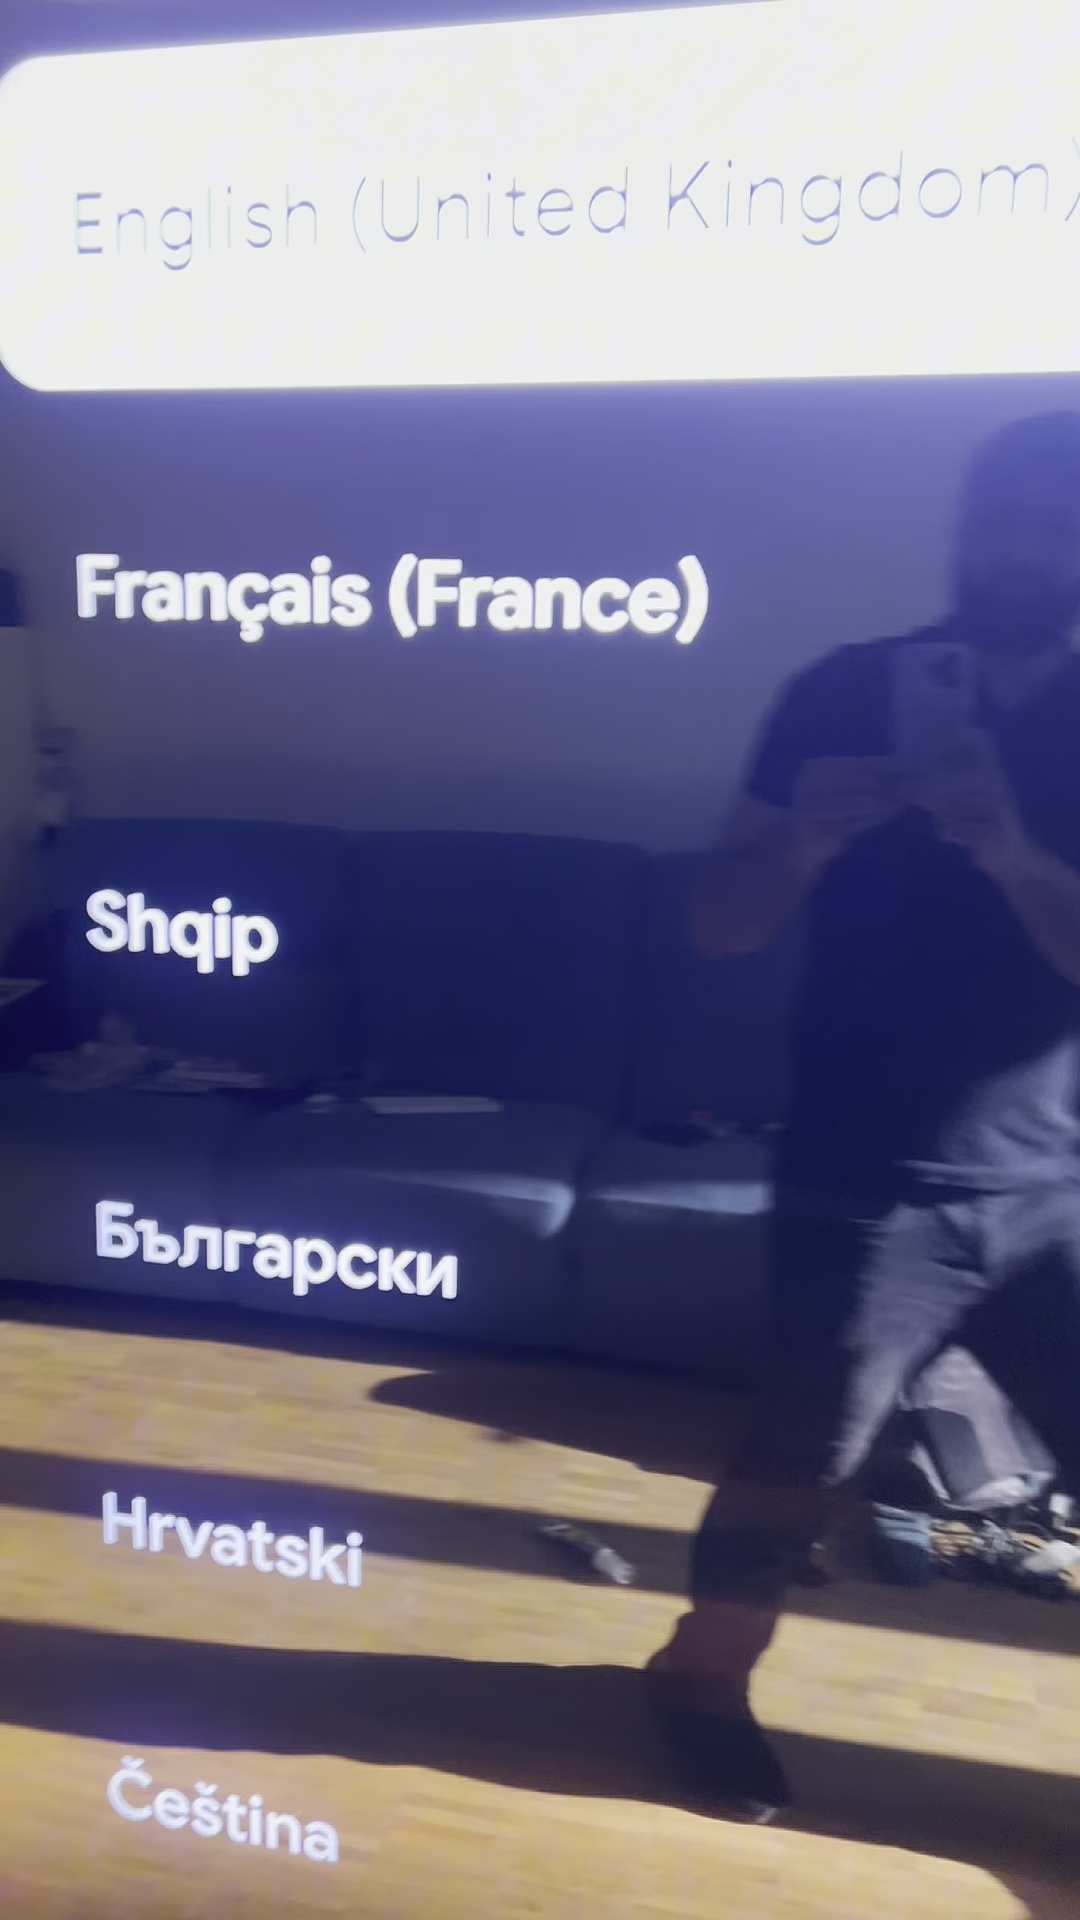 English (United Kingdom)
Français (France)
Shqip
Български
Hrvatski
Čeština